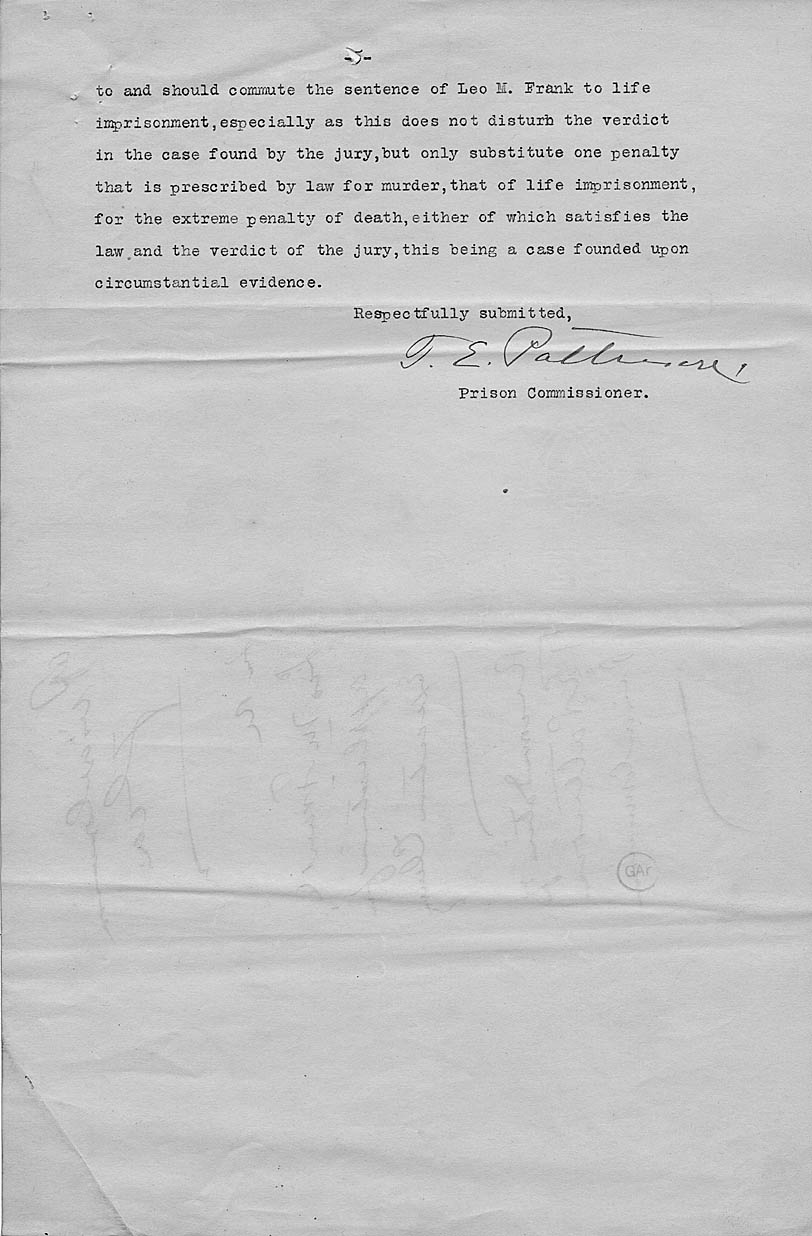 -5-
to and should commute the sentence of Leo M. Frank to life
imprisonment,especially as this does not disturb the verdict
in the case found by the jury,but only substitute one penalty
that is prescribed by law for murder,that of life imprisonment,
for the extreme penalty of death,either of which satisfies the
law and the verdict of the jury,this being a case founded upon
circumstantial evidence.
Respectfully submitted,
T. E. Patterson,
Prison Commissioner.
GAr